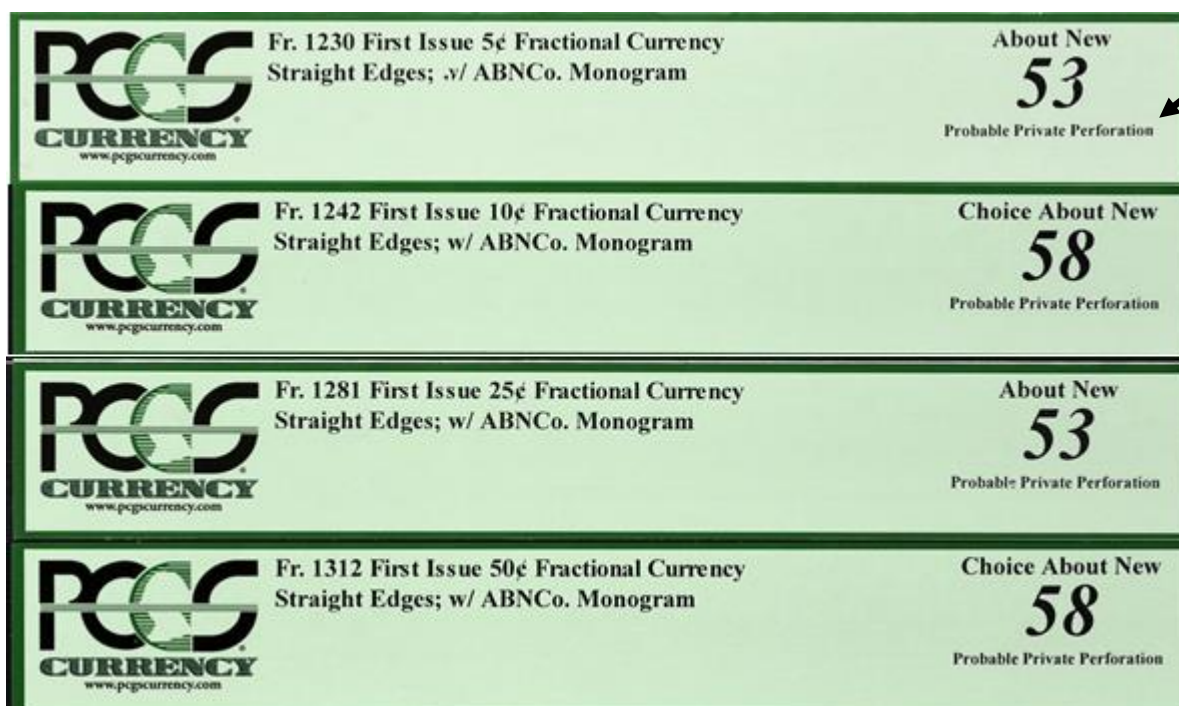 PCGS
CURRENCY
www.pcgscurrency.com
Fr. 1230 First Issue 5¢ Fractional Currency
Straight Edges; w/ ABNCo. Monogram
About New
53
Probable Private Perforation
PCGS
CURRENCY
www.pcgscurrency.com
Fr. 1242 First Issue 10¢ Fractional Currency
Straight Edges; w/ ABNCo. Monogram
Choice About New
58
Probable Private Perforation
PCGS
CURRENCY
www.pcgscurrency.com
Fr. 1281 First Issue 25¢ Fractional Currency
Straight Edges; w/ ABNCo. Monogram
About New
53
Probable Private Perforation
PCGS
CURRENCY
www.pcgscurrency.com
Fr. 1312 First Issue 50¢ Fractional Currency
Straight Edges; w/ ABNCo. Monogram
Choice About New
58
Probable Private Perforation